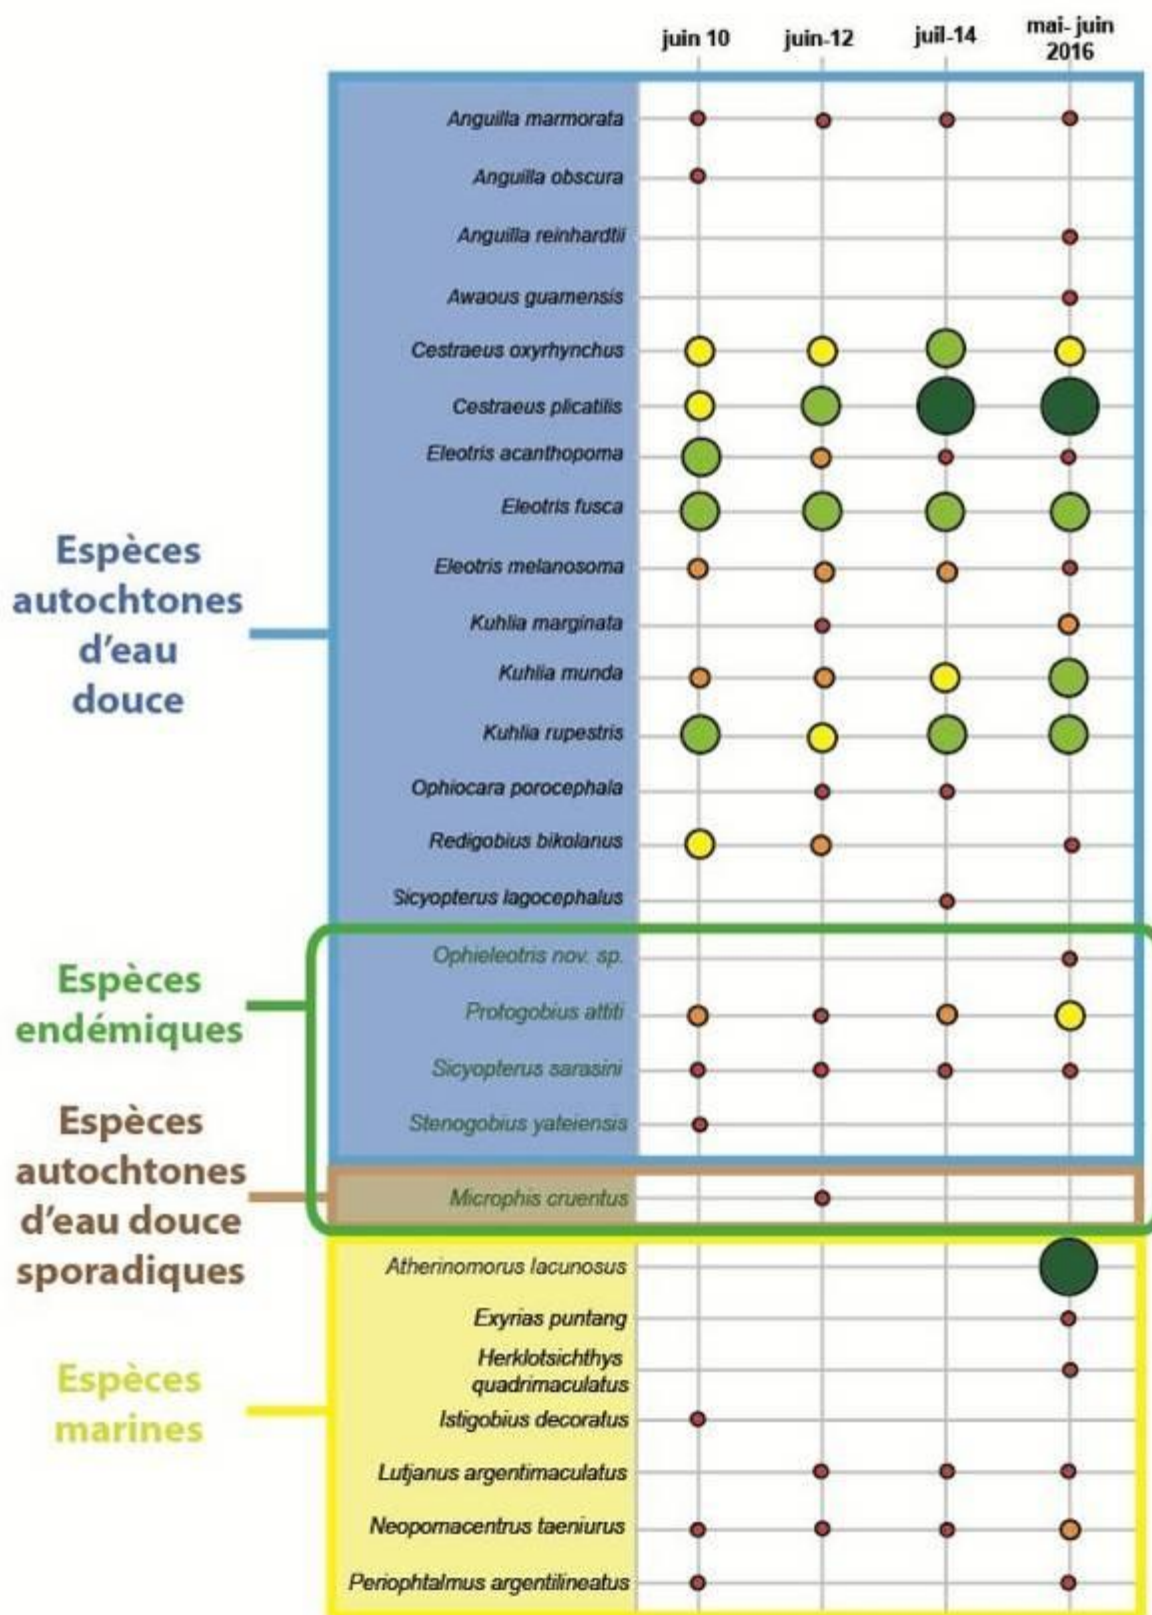 juin 10
juin-12
juil-14
mai- juin
2016
Anguilla marmorata
Anguilla obscura
Anguilla reinhardtii
Awaous guamensis
Cestraeus oxyrhynchus
Cestraeus plicatilis
Eleotris acanthopoma
Eleotris fusca
Eleotris melanosoma
Kuhlia marginata
Kuhlia munda
Kuhlia rupestris
Ophiocara porocephala
Redigobius bikolanus
Sicyopterus lagocephalus
Ophieleotris nov. sp.
Protogobius attiti
Sicyopterus sarasini
Stenogobius yateiensis
Microphis cruentus
Atherinomorus lacunosus
Exyrias puntang
Herklotsichthys
quadrimaculatus
Istigobius decoratus
Lutjanus argentimaculatus
Neopomacentrus taeniurus
Periophtalmus argentilineatus
Espèces
autochtones
d'eau
douce
Espèces
endémiques
Espèces
autochtones
d'eau douce
sporadiques
Espèces
marines